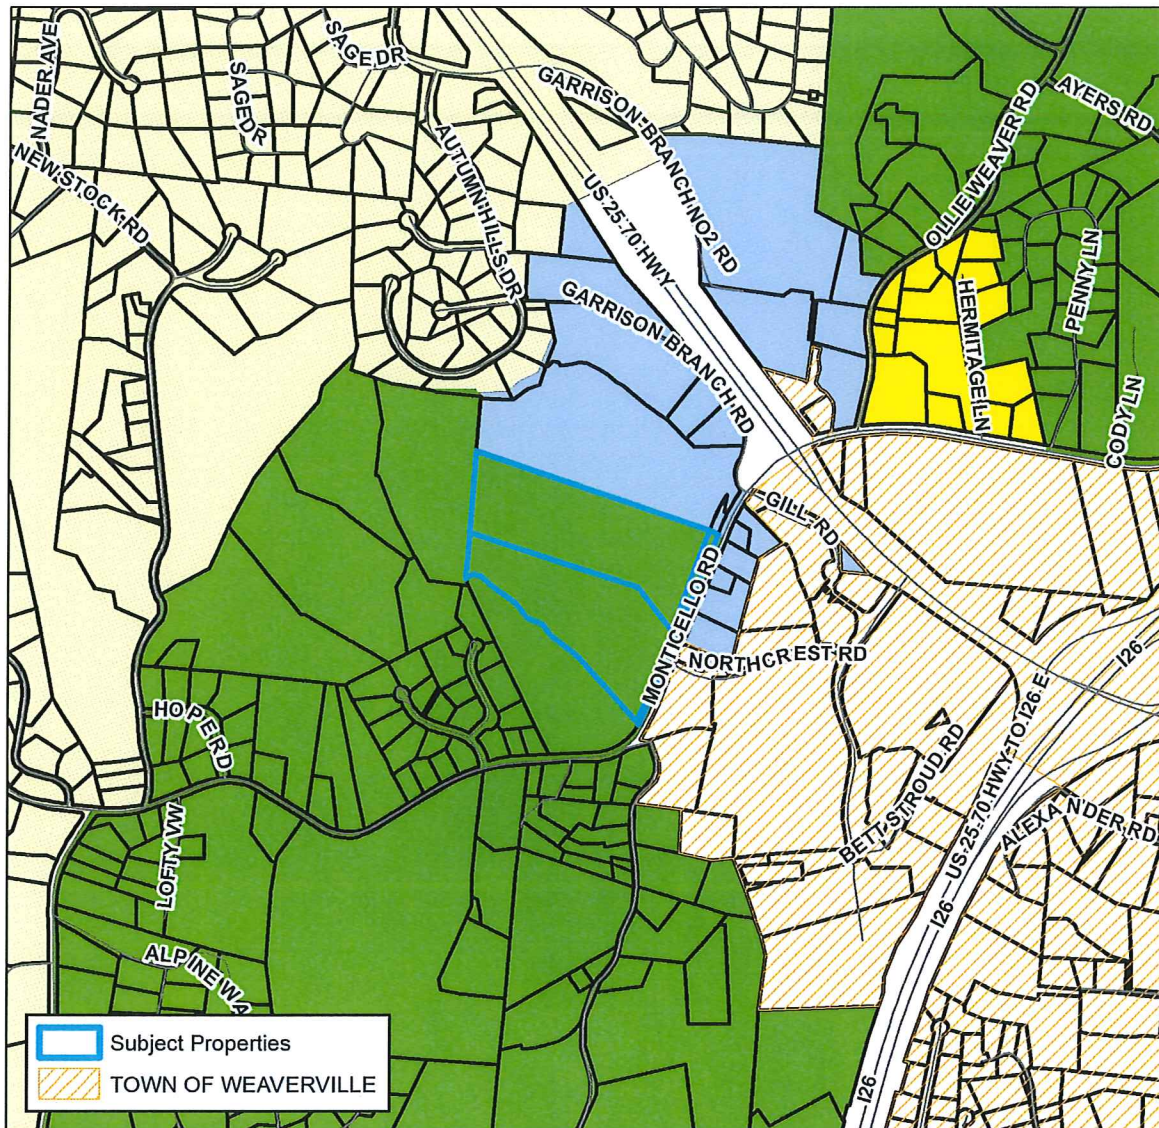 NADER AVE
SAGE DR
SAGE DR
GARRISON BRANCH NO2 RD
AYERS RD
OLLIE WEAVER RD
NEW STOCK RD
AUTUMN HILLS DR
US 25 70 HWY
PENNY LN
HERMITAGE LN
GARRISON BRANCH RD
CODY LN
GILL RD
MONTICELLO RD
NORTHCREST RD
I26
HOPE RD
BETT STROUD RD
US 25 70 HWY TO I26 E
ALEXANDER RD
LOFTY VW
I26
ALPINE WA
I26
Subject Properties
TOWN OF WEAVERVILLE